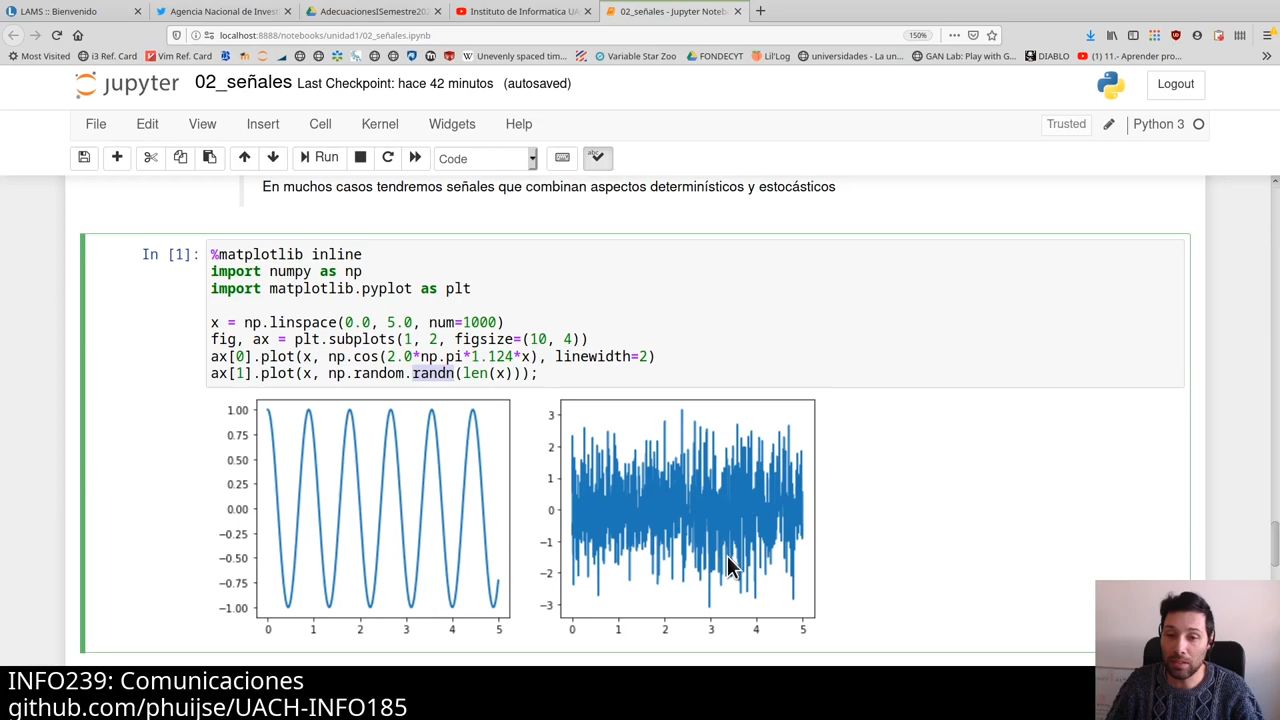 LAMS :: Bienvenido
Agencia Nacional de Invest
AdecuacionesISemestre202
Instituto de Informatica UA
02_señales - Jupyter Noteb
localhost:8888/notebooks/unidad1/02_señales.ipynb
150%
Most Visited
i3 Ref. Card
Vim Ref. Card
Unevenly spaced tim...
Variable Star Zoo
FONDECYT
Lil'Log
universidades - La un...
GAN Lab: Play with G...
DIABLO
(1) 11.- Aprender pro...
jupyter
02_señales
Last Checkpoint: hace 42 minutos
(autosaved)
Logout
File
Edit
View
Insert
Cell
Kernel
Widgets
Help
Trusted
Python 3
Run
Code
En muchos casos tendremos señales que combinan aspectos determinísticos y estocásticos
In [1]:
%matplotlib inline
import numpy as np
import matplotlib.pyplot as plt
x = np.linspace(0.0, 5.0, num=1000)
fig, ax = plt.subplots(1, 2, figsize=(10, 4))
ax[0].plot(x, np.cos(2.0*np.pi*1.124*x), linewidth=2)
ax[1].plot(x, np.random.randn(len(x)));
1.00
0.75
0.50
0.25
0.00
−0.25
−0.50
−0.75
−1.00
0 1 2 3 4 5
3
2
1
0
−1
−2
−3
0 1 2 3 4 5
INFO239: Comunicaciones
github.com/phuijse/UACH-INFO185